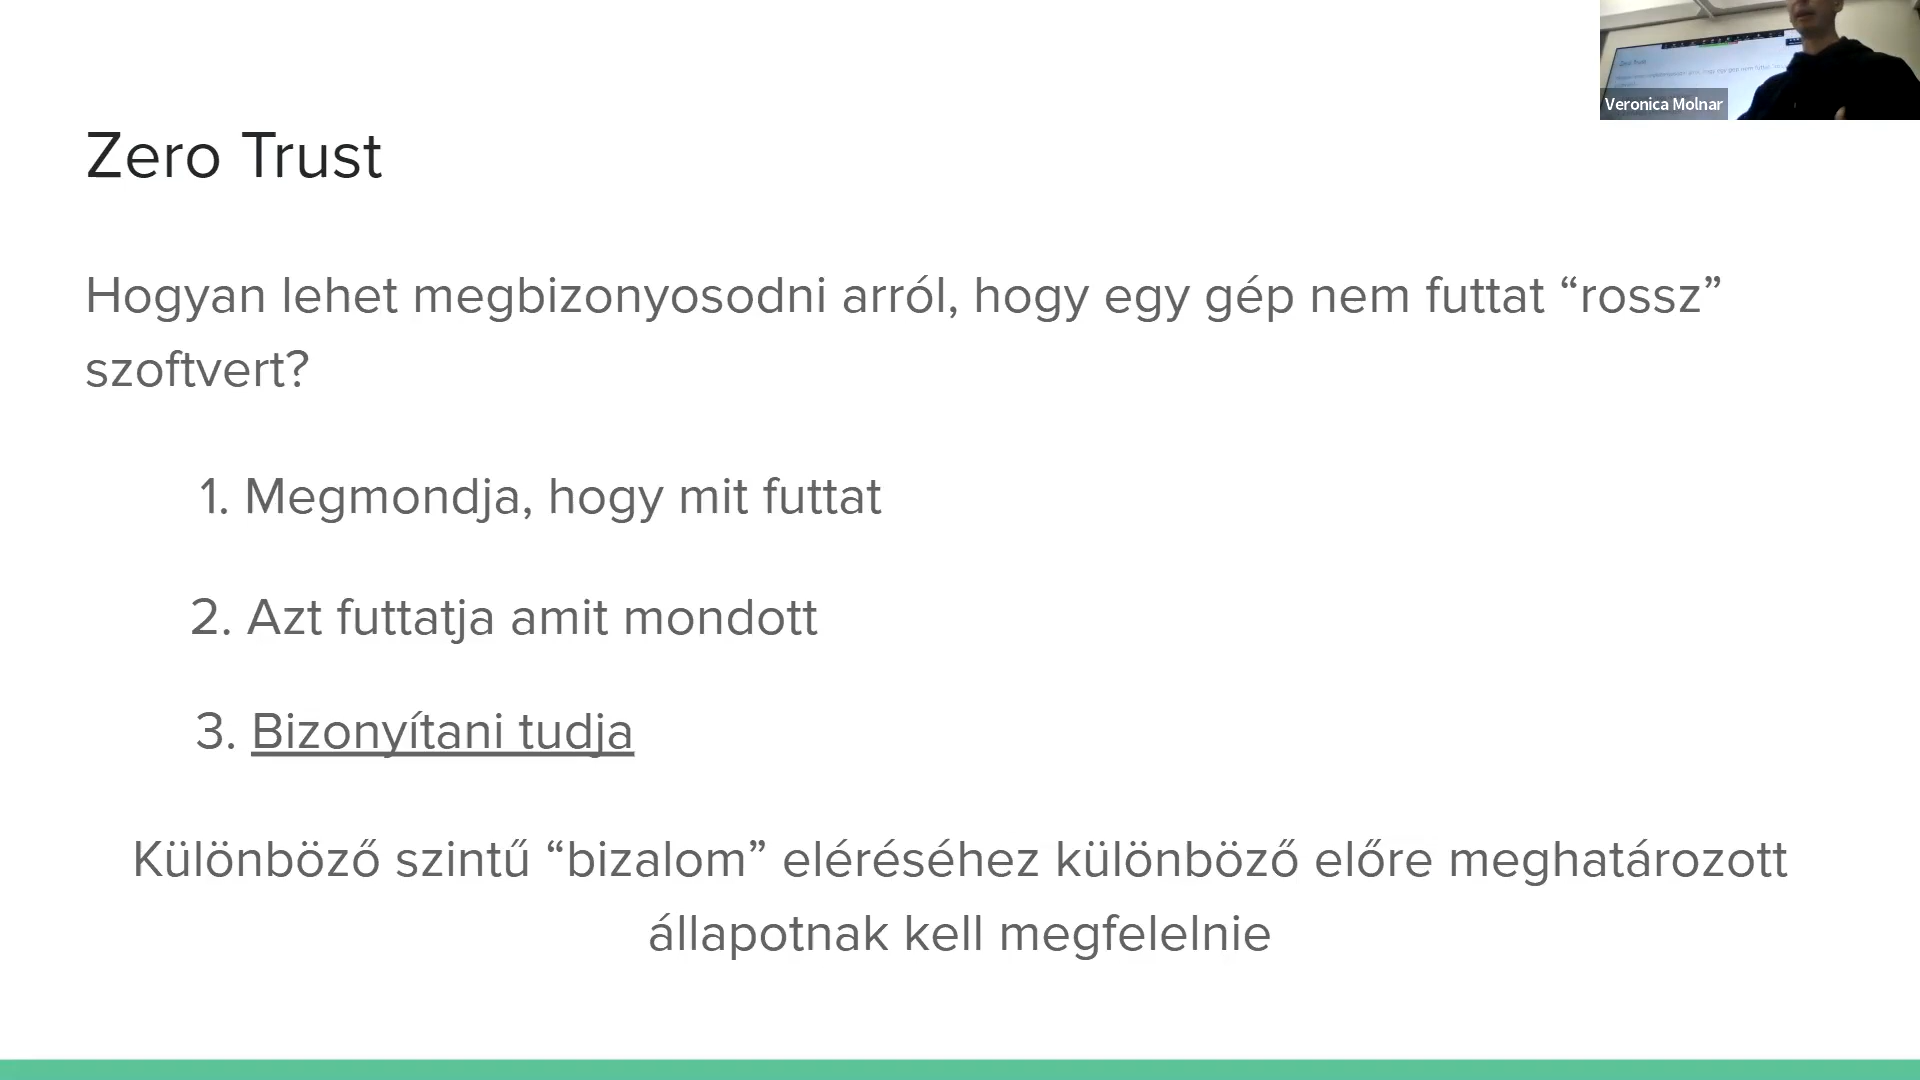 Veronica Molnar
Zero Trust
Hogyan lehet megbizonyosodni arról, hogy egy gép nem futtat “rossz”
szoftvert?
1. Megmondja, hogy mit futtat
2. Azt futtatja amit mondott
3. Bizonyítani tudja
Különböző szintű “bizalom” eléréséhez különböző előre meghatározott
állapotnak kell megfelelnie